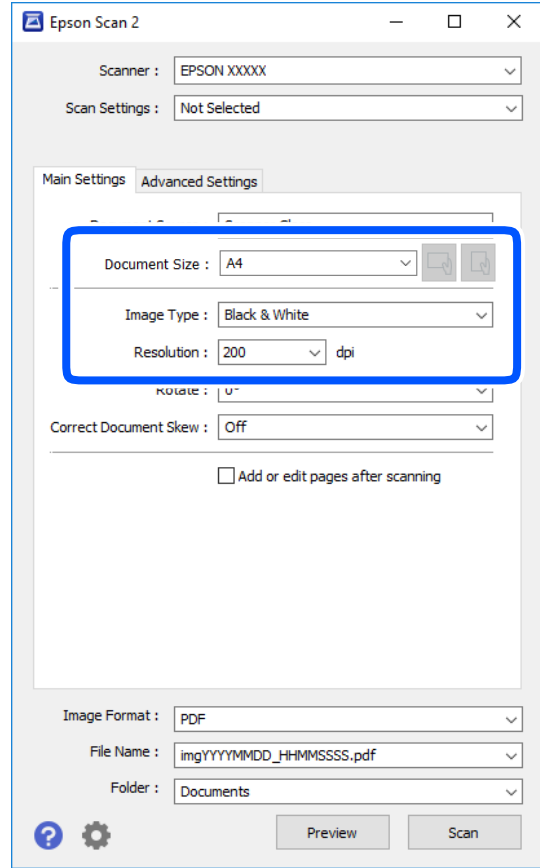 Epson Scan 2
Scanner : EPSON XXXXX
Scan Settings : Not Selected
Main Settings Advanced Settings
Document Size : A4
Image Type : Black & White
Resolution : 200 dpi
Rotate : 0°
Correct Document Skew : Off
Add or edit pages after scanning
Image Format : PDF
File Name : imgYYYYMMDD_HHMMSSSS.pdf
Folder : Documents
? Preview Scan